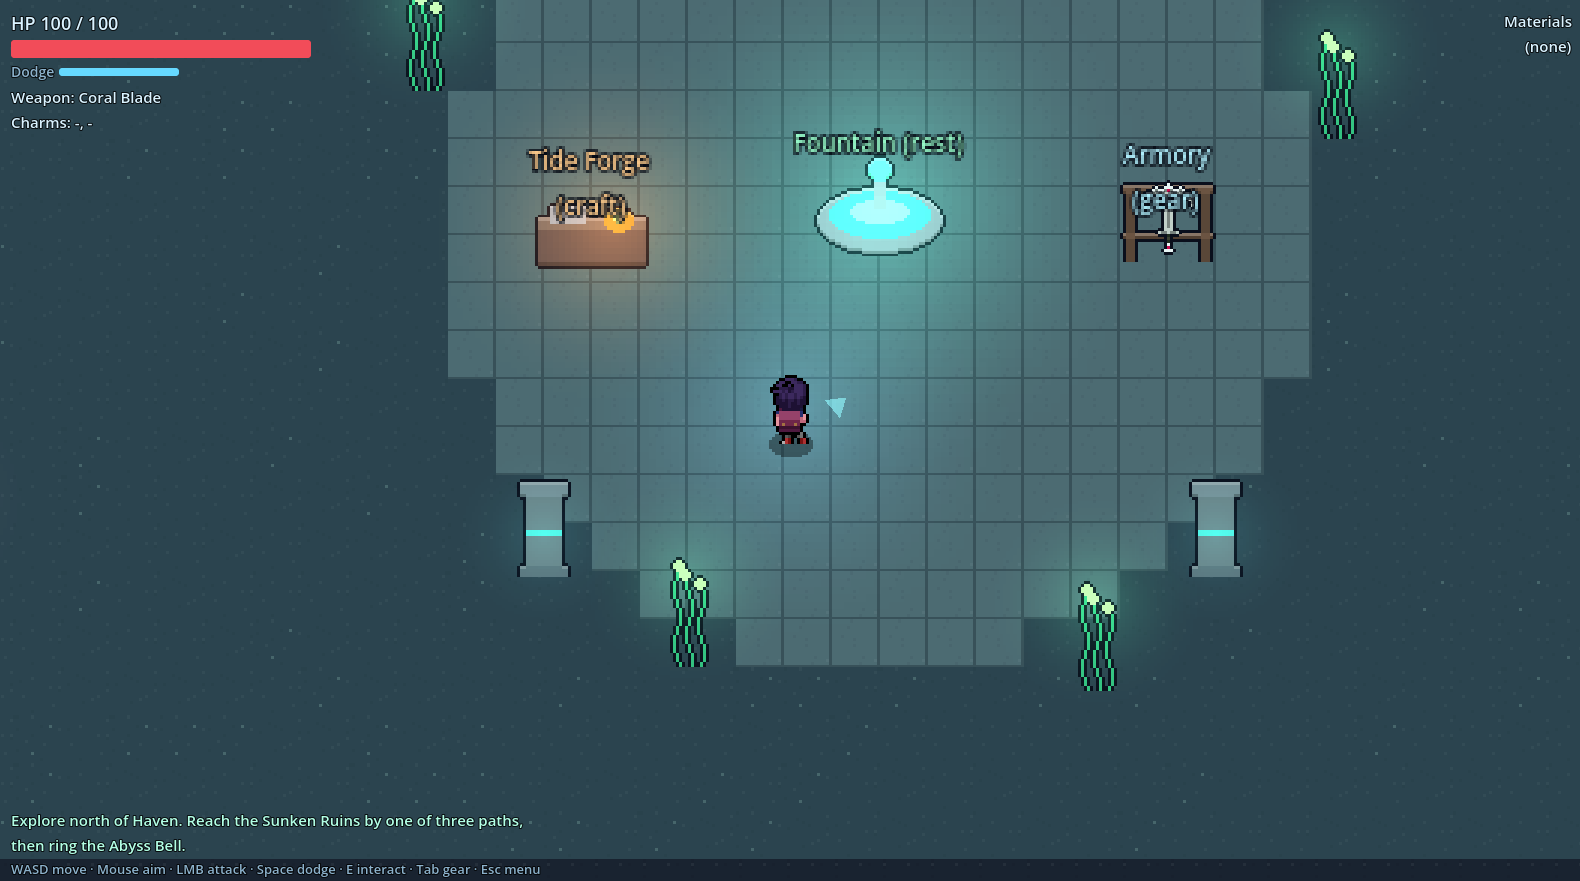 HP 100 / 100
Dodge
Weapon: Coral Blade
Charms: -, -
Materials
(none)
Tide Forge
(craft)
Fountain (rest)
Armory
(gear)
Explore north of Haven. Reach the Sunken Ruins by one of three paths,
then ring the Abyss Bell.
WASD move · Mouse aim · LMB attack · Space dodge · E interact · Tab gear · Esc menu